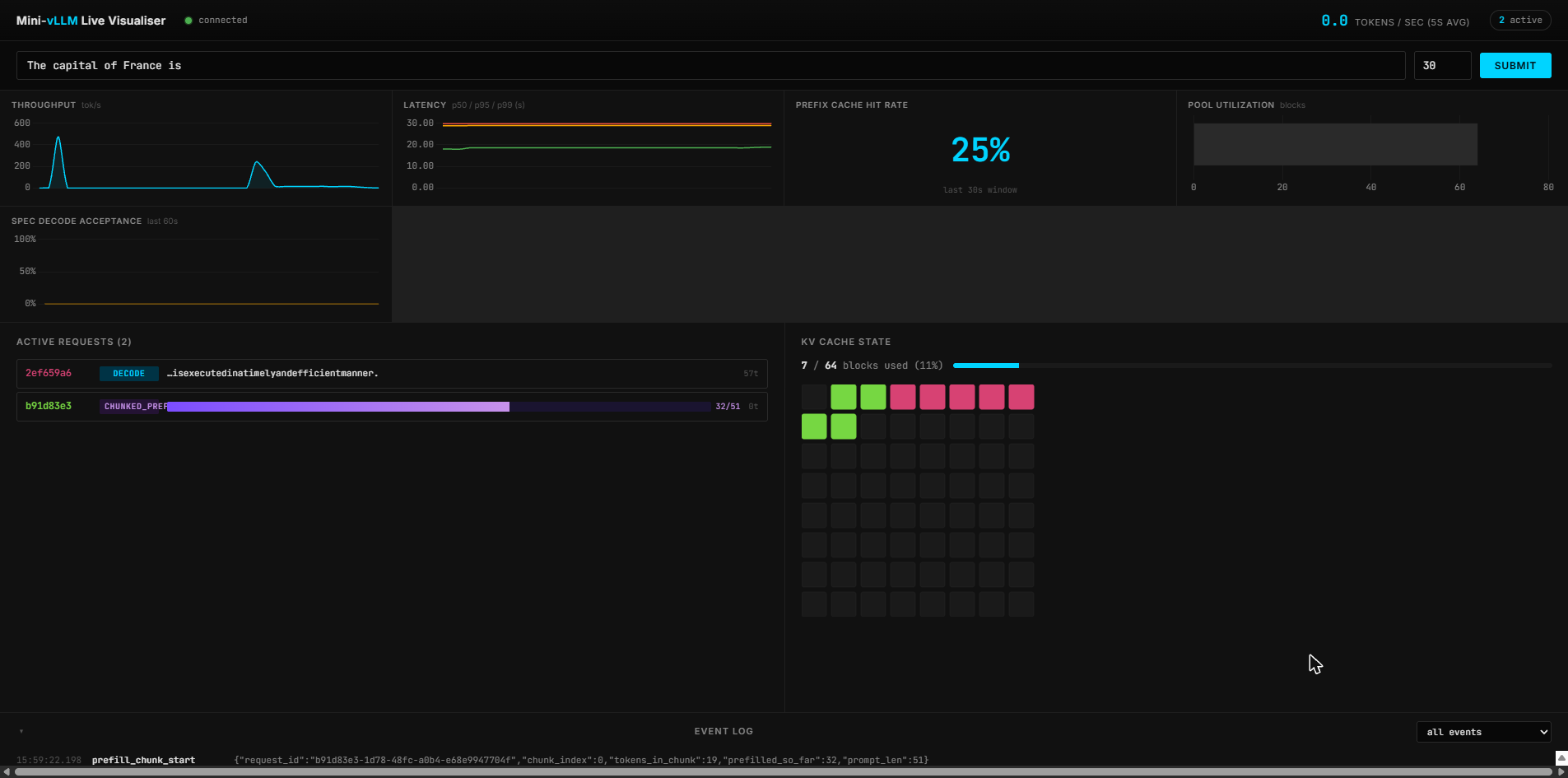 Mini-vLLM Live Visualiser
connected
0.0 TOKENS / SEC (5S AVG)
2 active
The capital of France is
30
SUBMIT
THROUGHPUT tok/s
600
400
200
0
LATENCY p50 / p95 / p99 (s)
30.00
20.00
10.00
0.00
PREFIX CACHE HIT RATE
25%
last 30s window
POOL UTILIZATION blocks
0 20 40 60 80
SPEC DECODE ACCEPTANCE last 60s
100%
50%
0%
ACTIVE REQUESTS (2)
2ef659a6 DECODE …isexecutedinatimelyandefficientmanner. 57t
b91d83e3 CHUNKED_PREF 32/51 0t
KV CACHE STATE
7 / 64 blocks used (11%)
EVENT LOG
all events
15:59:22.198 prefill_chunk_start {"request_id":"b91d83e3-1d78-48fc-a0b4-e68e9947704f","chunk_index":0,"tokens_in_chunk":19,"prefilled_so_far":32,"prompt_len":51}